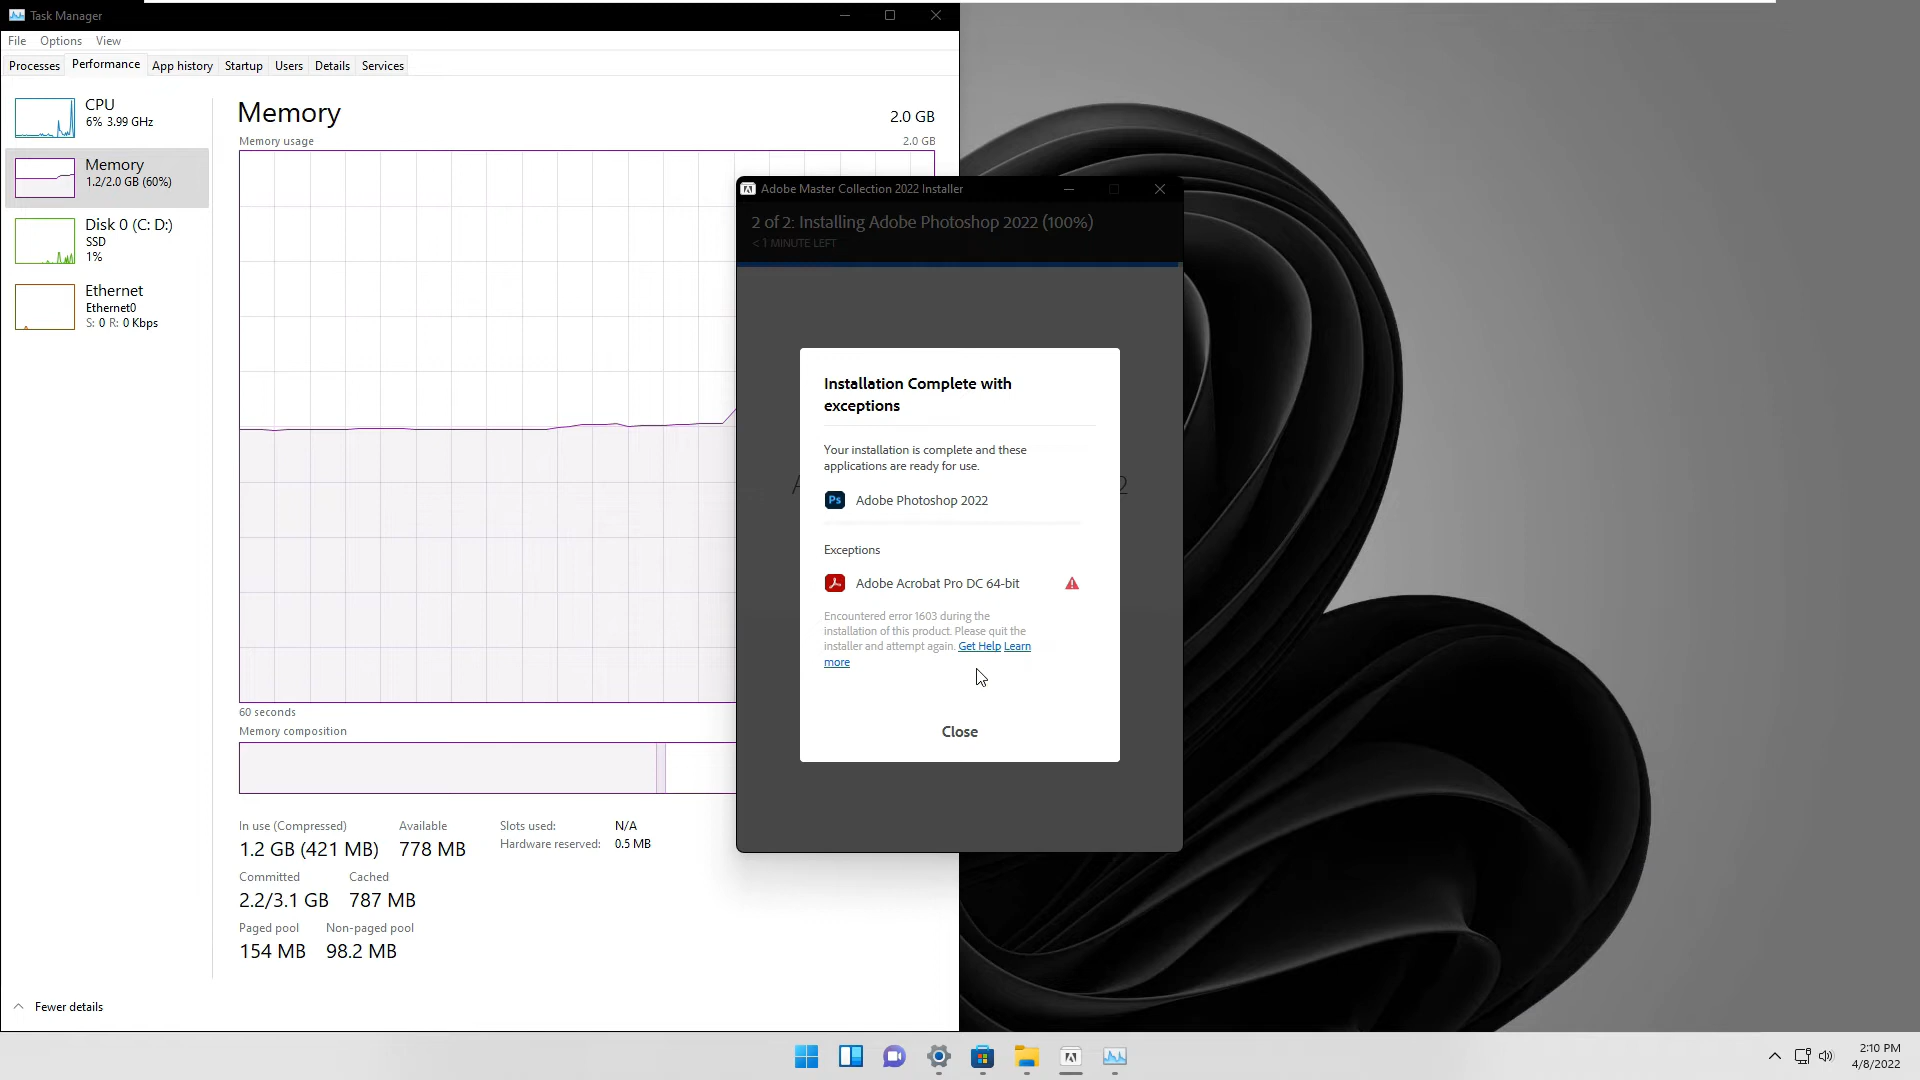 Task Manager
File Options View
Processes Performance App history Startup Users Details Services
CPU
6% 3.99 GHz
Memory
1.2/2.0 GB (60%)
Disk 0 (C: D:)
SSD
1%
Ethernet
Ethernet0
S: 0 R: 0 Kbps
Memory 2.0 GB
Memory usage 2.0 GB
60 seconds
Memory composition
In use (Compressed) Available
1.2 GB (421 MB) 778 MB
Slots used: N/A
Hardware reserved: 0.5 MB
Committed Cached
2.2/3.1 GB 787 MB
Paged pool Non-paged pool
154 MB 98.2 MB
Fewer details
Adobe Master Collection 2022 Installer
2 of 2: Installing Adobe Photoshop 2022 (100%)
< 1 MINUTE LEFT
A 2
Installation Complete with
exceptions
Your installation is complete and these
applications are ready for use.
Ps Adobe Photoshop 2022
Exceptions
Adobe Acrobat Pro DC 64-bit
Encountered error 1603 during the
installation of this product. Please quit the
installer and attempt again. Get Help Learn
more
Close
2:10 PM
4/8/2022